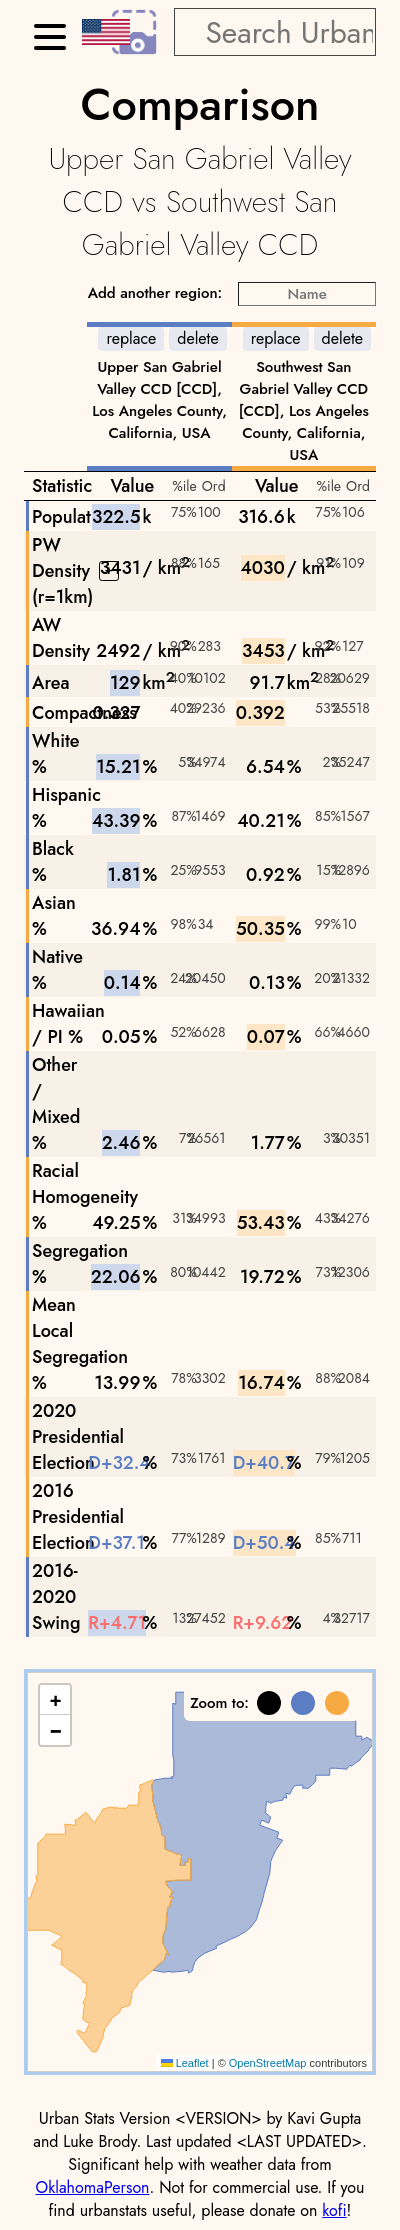 Search Urban
Comparison
Upper San Gabriel Valley
CCD vs Southwest San
Gabriel Valley CCD
Add another region: Name
replace delete replace delete
Upper San Gabriel
Valley CCD [CCD],
Los Angeles County,
California, USA
Southwest San
Gabriel Valley CCD
[CCD], Los Angeles
County, California,
USA
Statistic Value %ile Ord Value %ile Ord
Populat 322.5k 75% 100 316.6k 75% 106
PW
Density
(r=1km) 3431 / km² 88% 165 4030 / km² 91% 109
AW
Density 2492 / km² 90% 283 3453 / km² 92% 127
Area 129 km² 40% 10102 91.7 km² 28% 20629
Compactness 0.327 40% 29236 0.392 53% 25518
White
% 15.21% 5% 34974 6.54% 2% 35247
Hispanic
% 43.39% 87% 1469 40.21% 85% 1567
Black
% 1.81% 25% 9553 0.92% 15% 12896
Asian
% 36.94% 98% 34 50.35% 99% 10
Native
% 0.14% 24% 20450 0.13% 20% 21332
Hawaiian
/ PI % 0.05% 52% 6628 0.07% 66% 4660
Other
/
Mixed
% 2.46% 7% 26561 1.77% 3% 30351
Racial
Homogeneity
% 49.25% 31% 34993 53.43% 43% 34276
Segregation
% 22.06% 80% 10442 19.72% 73% 12306
Mean
Local
Segregation
% 13.99% 78% 3302 16.74% 88% 2084
2020
Presidential
Election D+32.4% 73% 1761 D+40.7% 79% 1205
2016
Presidential
Election D+37.1% 77% 1289 D+50.4% 85% 711
2016-
2020
Swing R+4.71% 13% 27452 R+9.62% 4% 32717
+
−
Zoom to:
Leaflet | © OpenStreetMap contributors
Urban Stats Version <VERSION> by Kavi Gupta
and Luke Brody. Last updated <LAST UPDATED>.
Significant help with weather data from
OklahomaPerson. Not for commercial use. If you
find urbanstats useful, please donate on kofi!